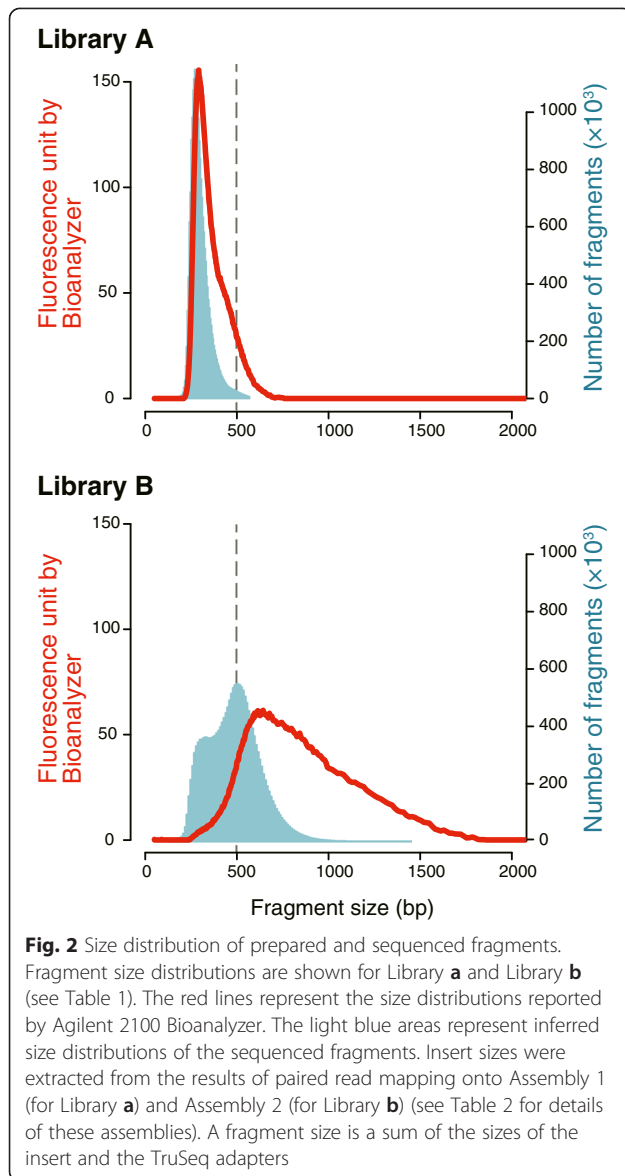 Library A
Fluorescence unit by
Bioanalyzer
150
100
50
0
Number of fragments (×10³)
1000
800
600
400
200
0
0 500 1000 1500 2000
Library B
Fluorescence unit by
Bioanalyzer
150
100
50
0
Number of fragments (×10³)
1000
800
600
400
200
0
0 500 1000 1500 2000
Fragment size (bp)
Fig. 2 Size distribution of prepared and sequenced fragments.
Fragment size distributions are shown for Library a and Library b
(see Table 1). The red lines represent the size distributions reported
by Agilent 2100 Bioanalyzer. The light blue areas represent inferred
size distributions of the sequenced fragments. Insert sizes were
extracted from the results of paired read mapping onto Assembly 1
(for Library a) and Assembly 2 (for Library b) (see Table 2 for details
of these assemblies). A fragment size is a sum of the sizes of the
insert and the TruSeq adapters